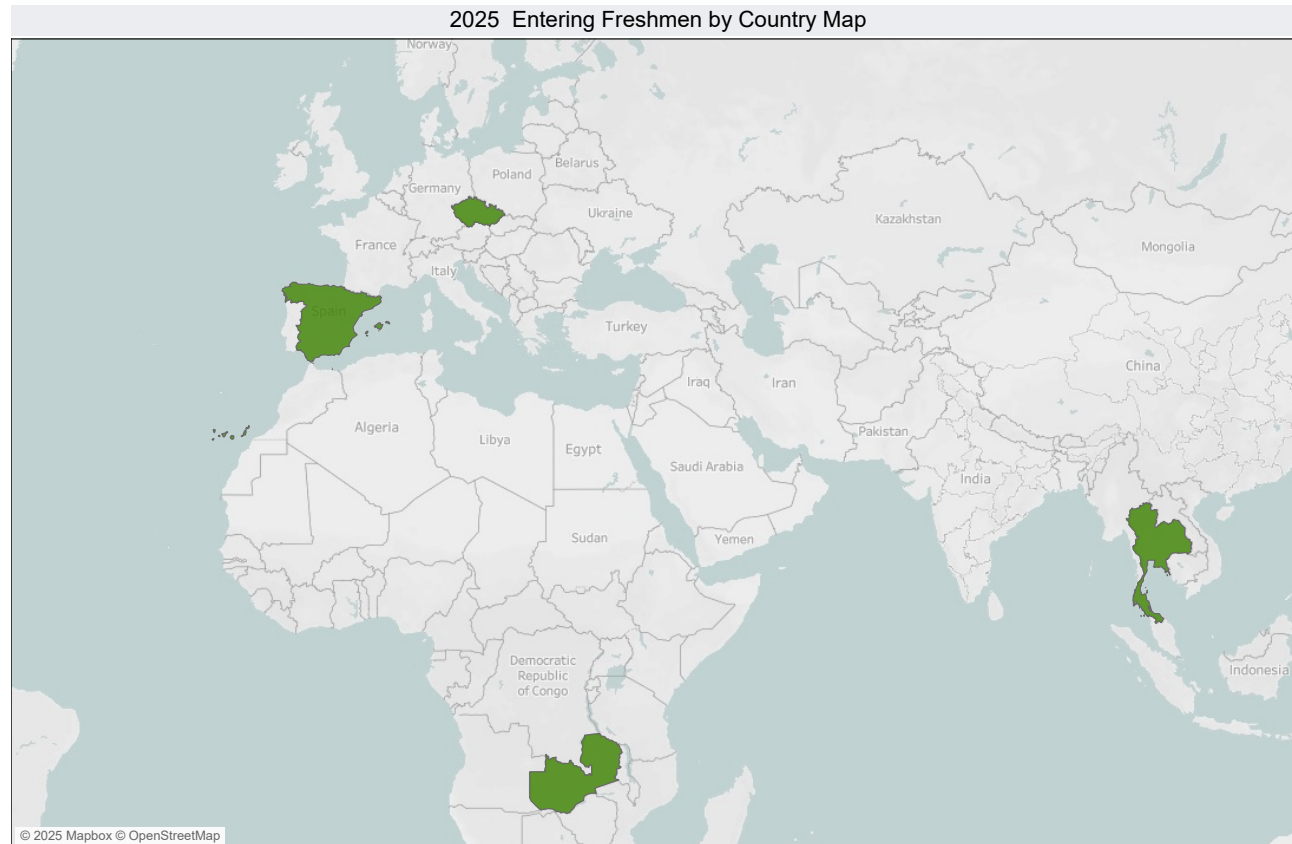 2025  Entering Freshmen by Country Map
Norway
Belarus
Poland
Germany
Ukraine
Kazakhstan
France
Mongolia
Italy
Spain
Turkey
China
Iraq
Iran
Algeria
Pakistan
Libya
Egypt
Saudi Arabia
India
Sudan
Yemen
Democratic
Republic
of Congo
Indonesia
© 2025 Mapbox © OpenStreetMap